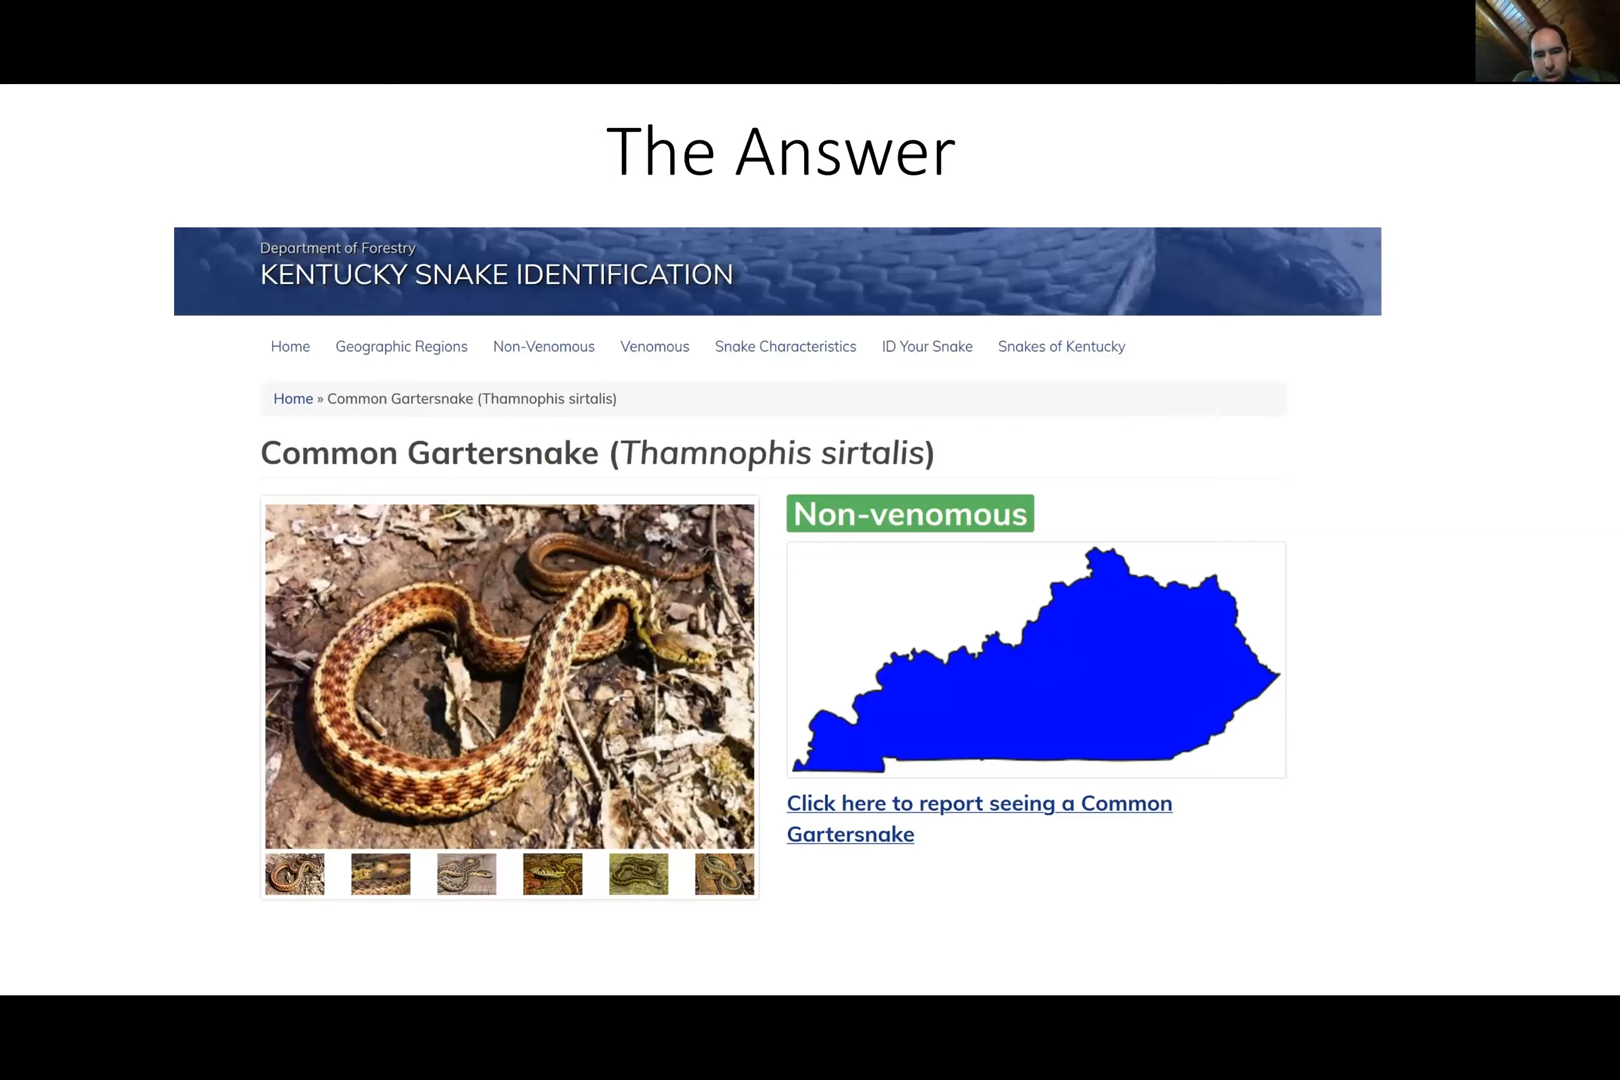 The Answer
Department of Forestry
KENTUCKY SNAKE IDENTIFICATION
Home Geographic Regions Non-Venomous Venomous Snake Characteristics ID Your Snake Snakes of Kentucky
Home » Common Gartersnake (Thamnophis sirtalis)
Common Gartersnake (Thamnophis sirtalis)
Non-venomous
Click here to report seeing a Common
Gartersnake